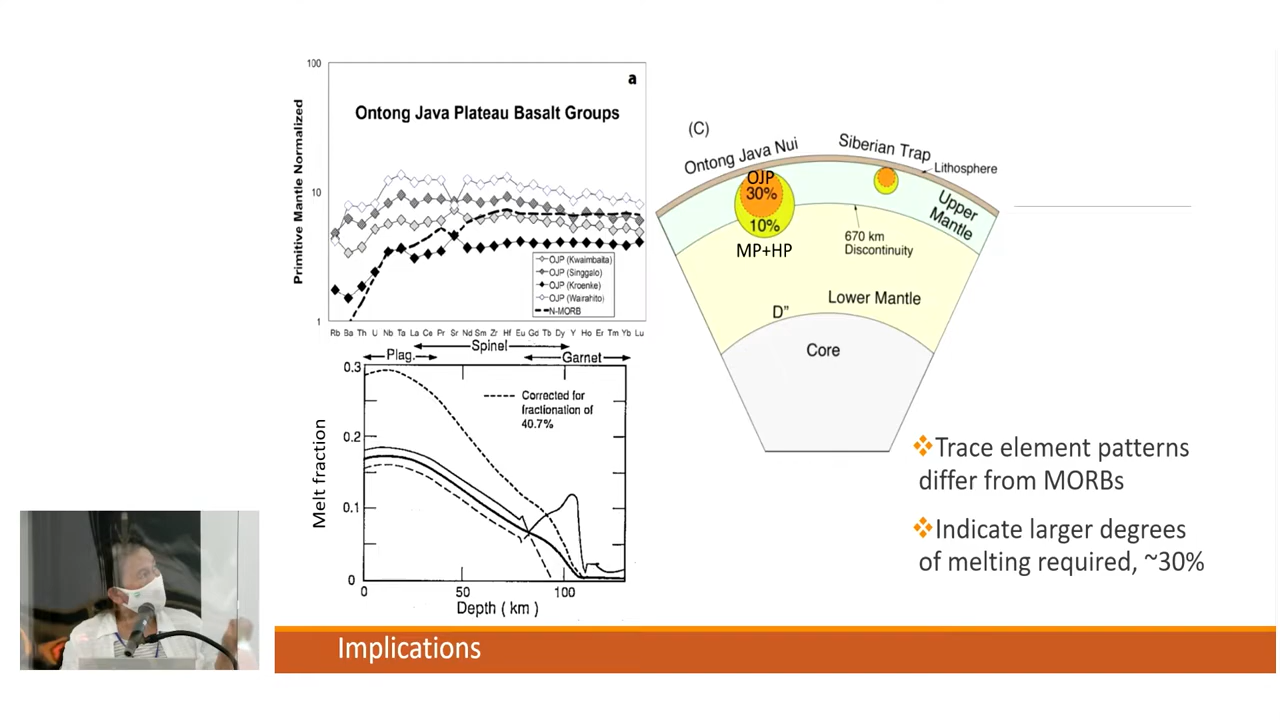 100
a
Ontong Java Plateau Basalt Groups
Primitive Mantle Normalized
10
OJP (Kwaimbaita)
OJP (Singgalo)
OJP (Kroenke)
OJP (Wairahito)
N-MORB
1
Rb Ba Th U Nb Ta La Ce Pr Sr Nd Sm Zr Hf Eu Gd Tb Dy Y Ho Er Tm Yb Lu
Spinel
Plag.
Garnet
0.3
Corrected for
fractionation of
40.7%
Melt fraction
0.2
0.1
0
0 50 100
Depth ( km )
(C)
Ontong Java Nui
Siberian Trap
Lithosphere
OJP
30%
10%
MP+HP
Upper
Mantle
670 km
Discontinuity
Lower Mantle
D"
Core
Trace element patterns
differ from MORBs
Indicate larger degrees
of melting required, ~30%
Implications